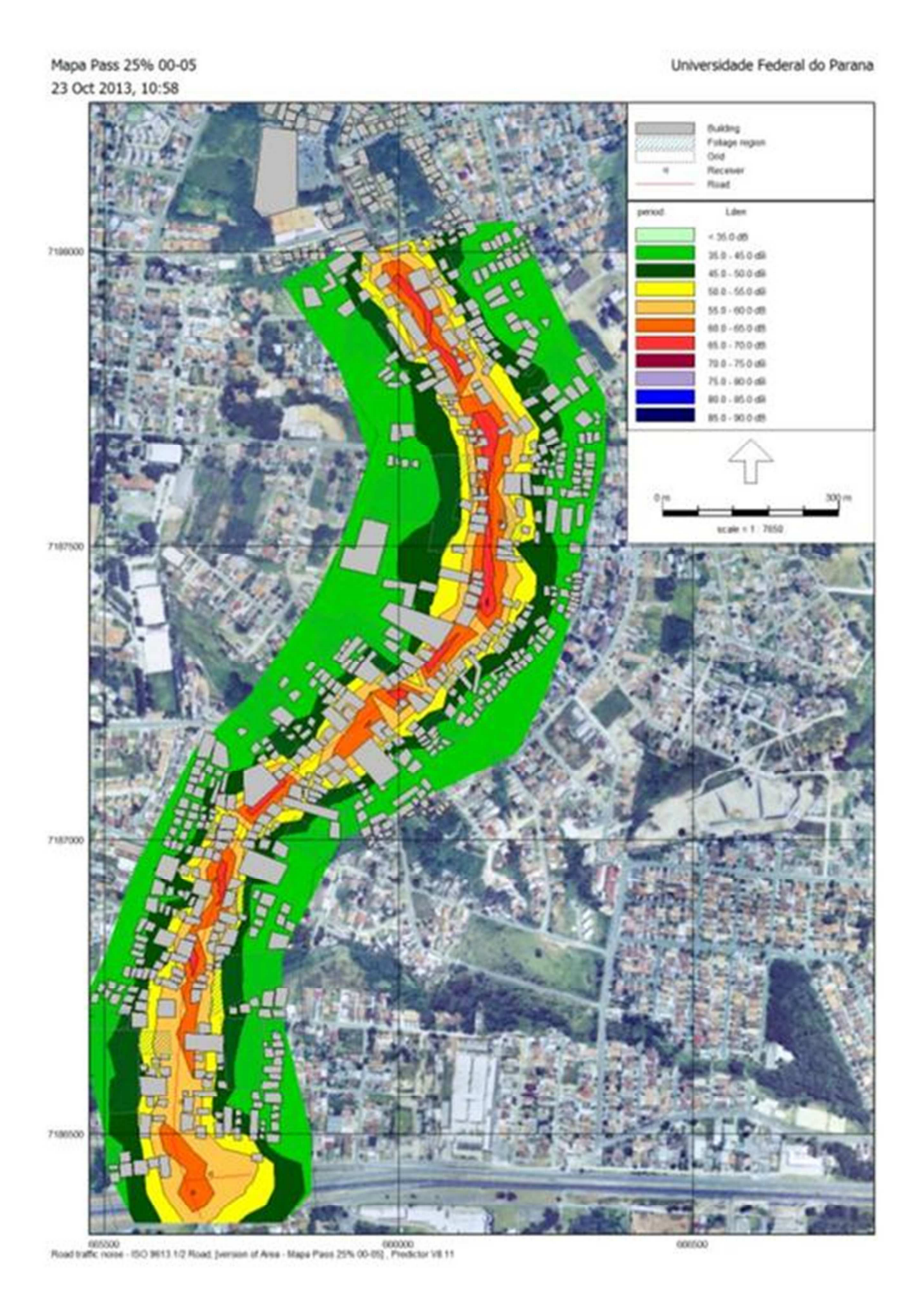 Mapa Pass 25% 00-05
Universidade Federal do Parana
23 Oct 2013, 10:58
Building
Foliage region
Grid
Receiver
Road
period
Lden
< 35.0 dB
35.0 - 45.0 dB
45.0 - 50.0 dB
50.0 - 55.0 dB
55.0 - 60.0 dB
60.0 - 65.0 dB
65.0 - 70.0 dB
70.0 - 75.0 dB
75.0 - 80.0 dB
80.0 - 85.0 dB
85.0 - 90.0 dB
0 m
300 m
scale = 1 : 7850
7188000
7187500
7187000
7186500
665500
666000
666500
Road traffic noise - ISO 9613.1/2 Road, [version of Area - Mapa Pass 25% 00-05] , Predictor V8.11